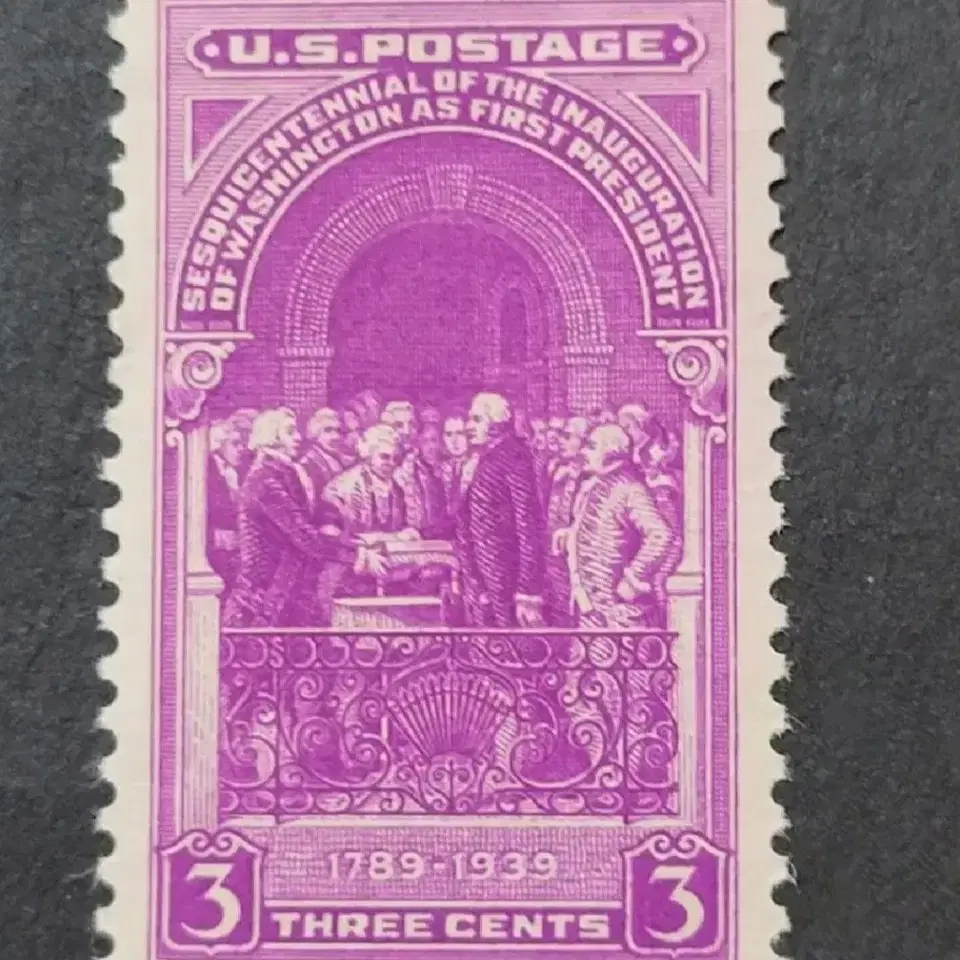 U.S. POSTAGE
SESQUICENTENNIAL OF THE INAUGURATION
OF WASHINGTON AS FIRST PRESIDENT
1789-1939
3
THREE CENTS
3